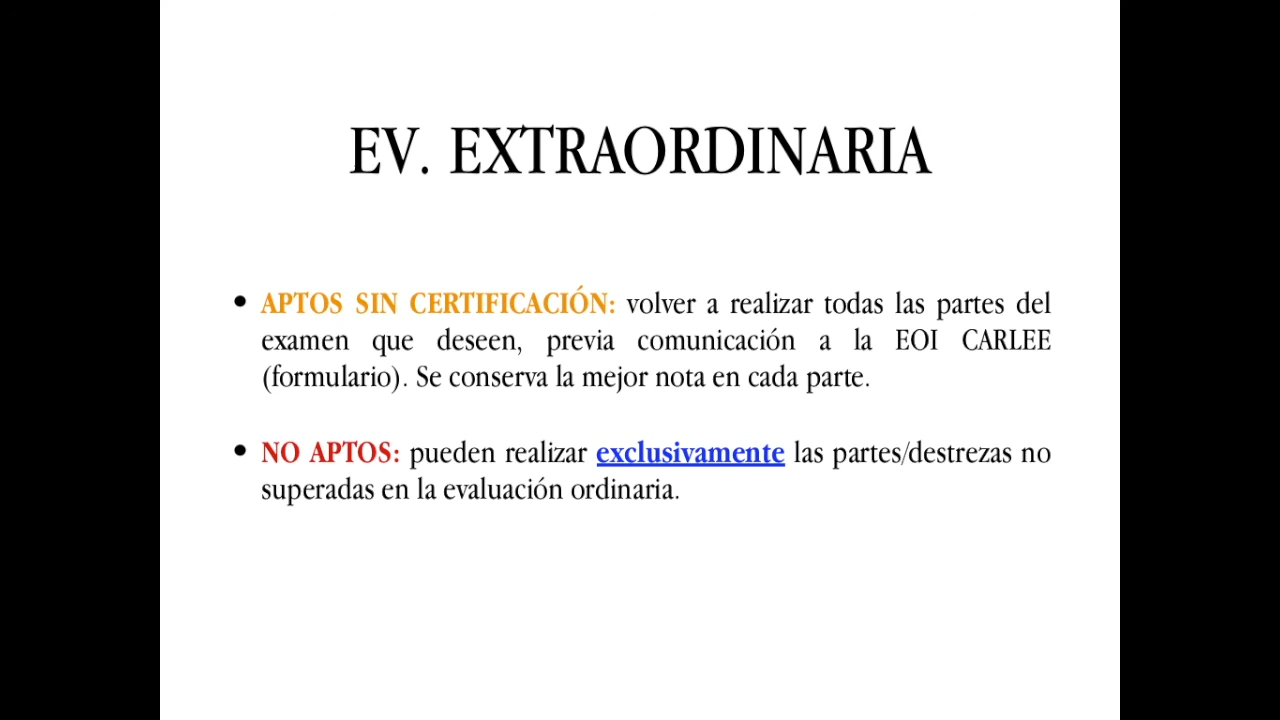 EV. EXTRAORDINARIA
• APTOS SIN CERTIFICACIÓN: volver a realizar todas las partes del
examen que deseen, previa comunicación a la EOI CARLEE
(formulario). Se conserva la mejor nota en cada parte.
• NO APTOS: pueden realizar exclusivamente las partes/destrezas no
superadas en la evaluación ordinaria.